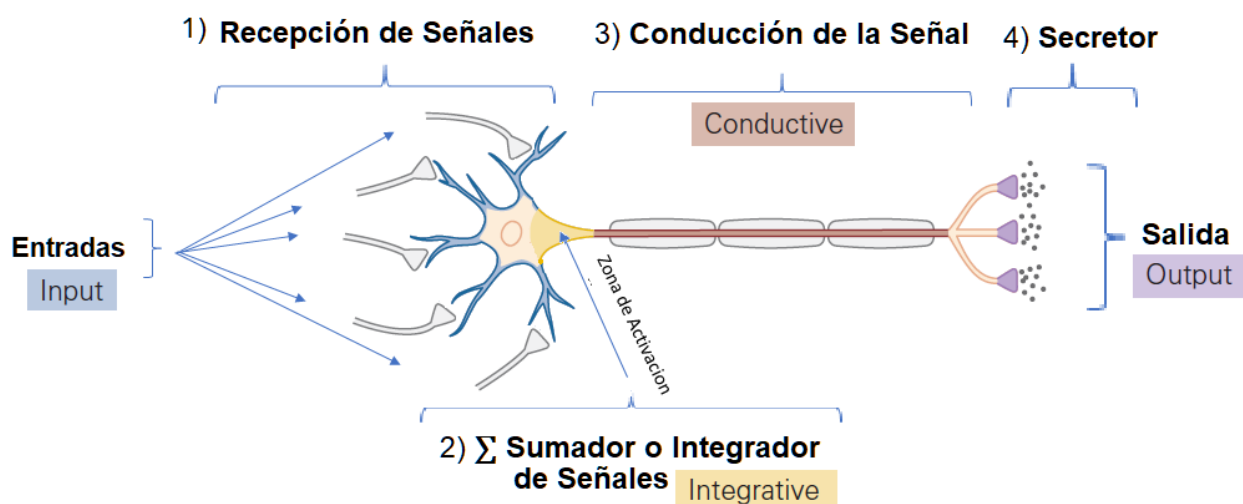 1) Recepción de Señales
3) Conducción de la Señal
4) Secretor
Conductive
Entradas
Input
Salida
Output
Zona de Activacion
2) ∑ Sumador o Integrador
de Señales
Integrative